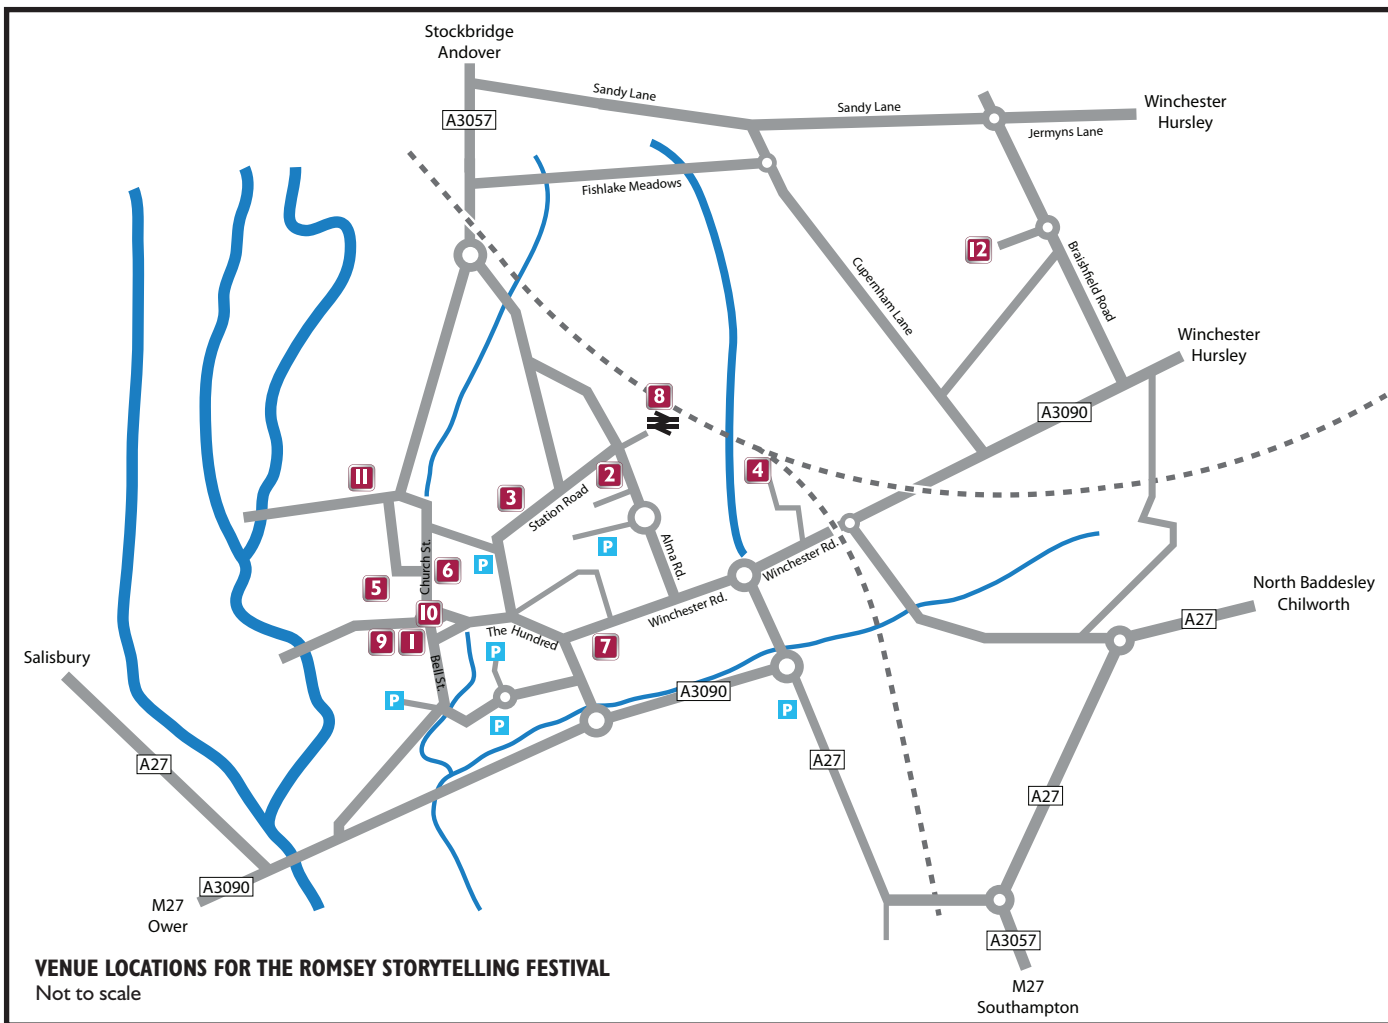 Stockbridge
Andover
Sandy Lane
Sandy Lane
Winchester
Hursley
A3057
Jermyns Lane
Fishlake Meadows
12
Braishfield Road
Cupernham Lane
Winchester
Hursley
8
A3090
11
4
2
3
Station Road
P
Alma Rd.
Church St.
P
Winchester Rd.
6
5
North Baddesley
Chilworth
Winchester Rd.
A27
10
The Hundred
9
1
7
P
Bell St.
Salisbury
A3090
P
P
P
A27
A27
A27
A3090
M27
Ower
A3057
VENUE LOCATIONS FOR THE ROMSEY STORYTELLING FESTIVAL
Not to scale
M27
Southampton